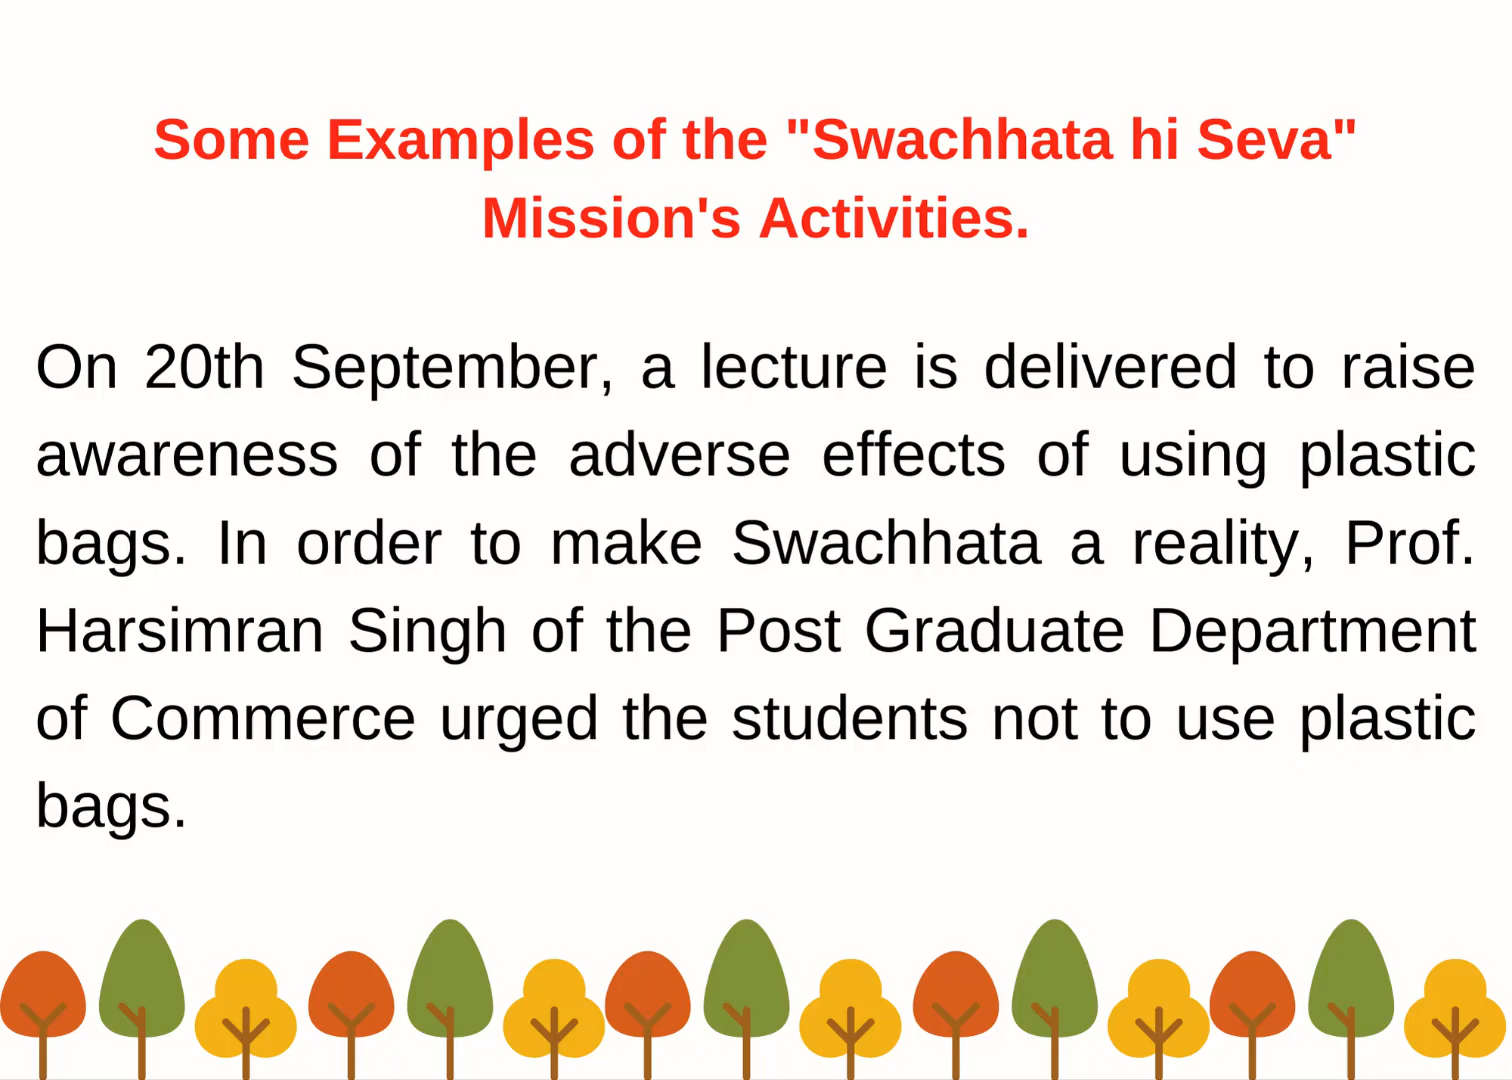 Some Examples of the "Swachhata hi Seva"
Mission's Activities.
On 20th September, a lecture is delivered to raise
awareness of the adverse effects of using plastic
bags. In order to make Swachhata a reality, Prof.
Harsimran Singh of the Post Graduate Department
of Commerce urged the students not to use plastic
bags.